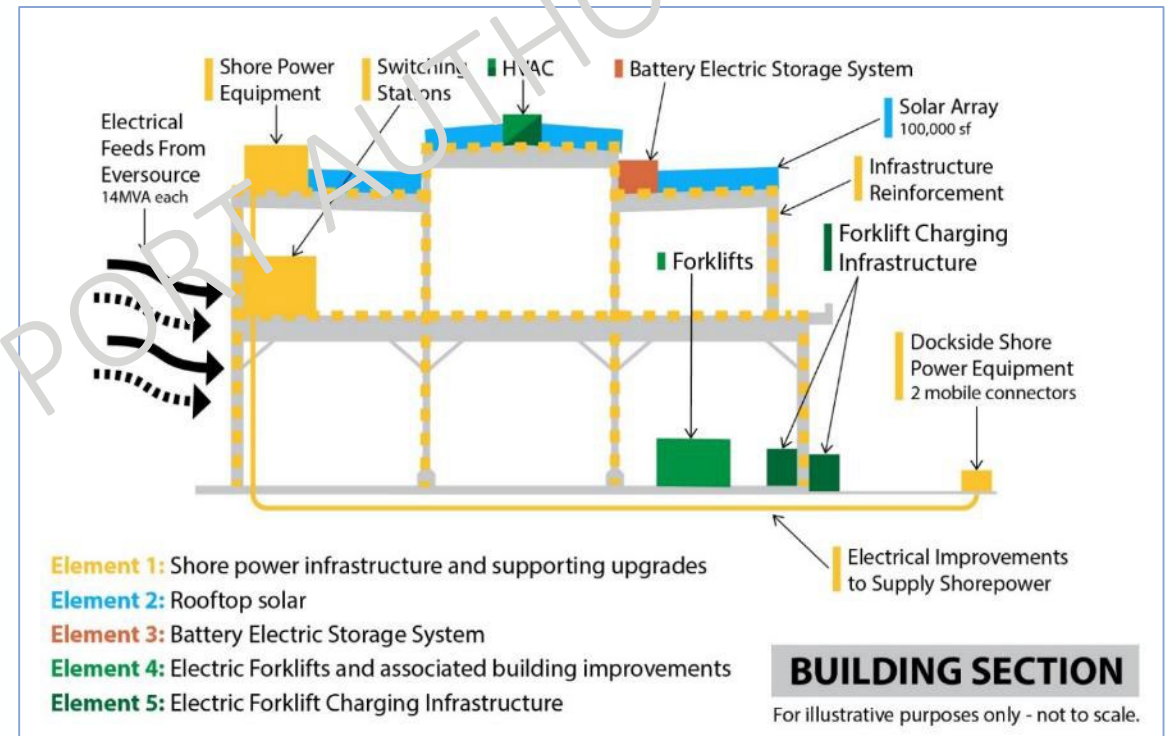 PORT AUTHO
Shore Power
Equipment
Switching
Stations
HVAC
Battery Electric Storage System
Electrical
Feeds From
Eversource
14MVA each
Solar Array
100,000 sf
Infrastructure
Reinforcement
Forklifts
Forklift Charging
Infrastructure
Dockside Shore
Power Equipment
2 mobile connectors
Electrical Improvements
to Supply Shorepower
Element 1: Shore power infrastructure and supporting upgrades
Element 2: Rooftop solar
Element 3: Battery Electric Storage System
Element 4: Electric Forklifts and associated building improvements
Element 5: Electric Forklift Charging Infrastructure
BUILDING SECTION
For illustrative purposes only - not to scale.